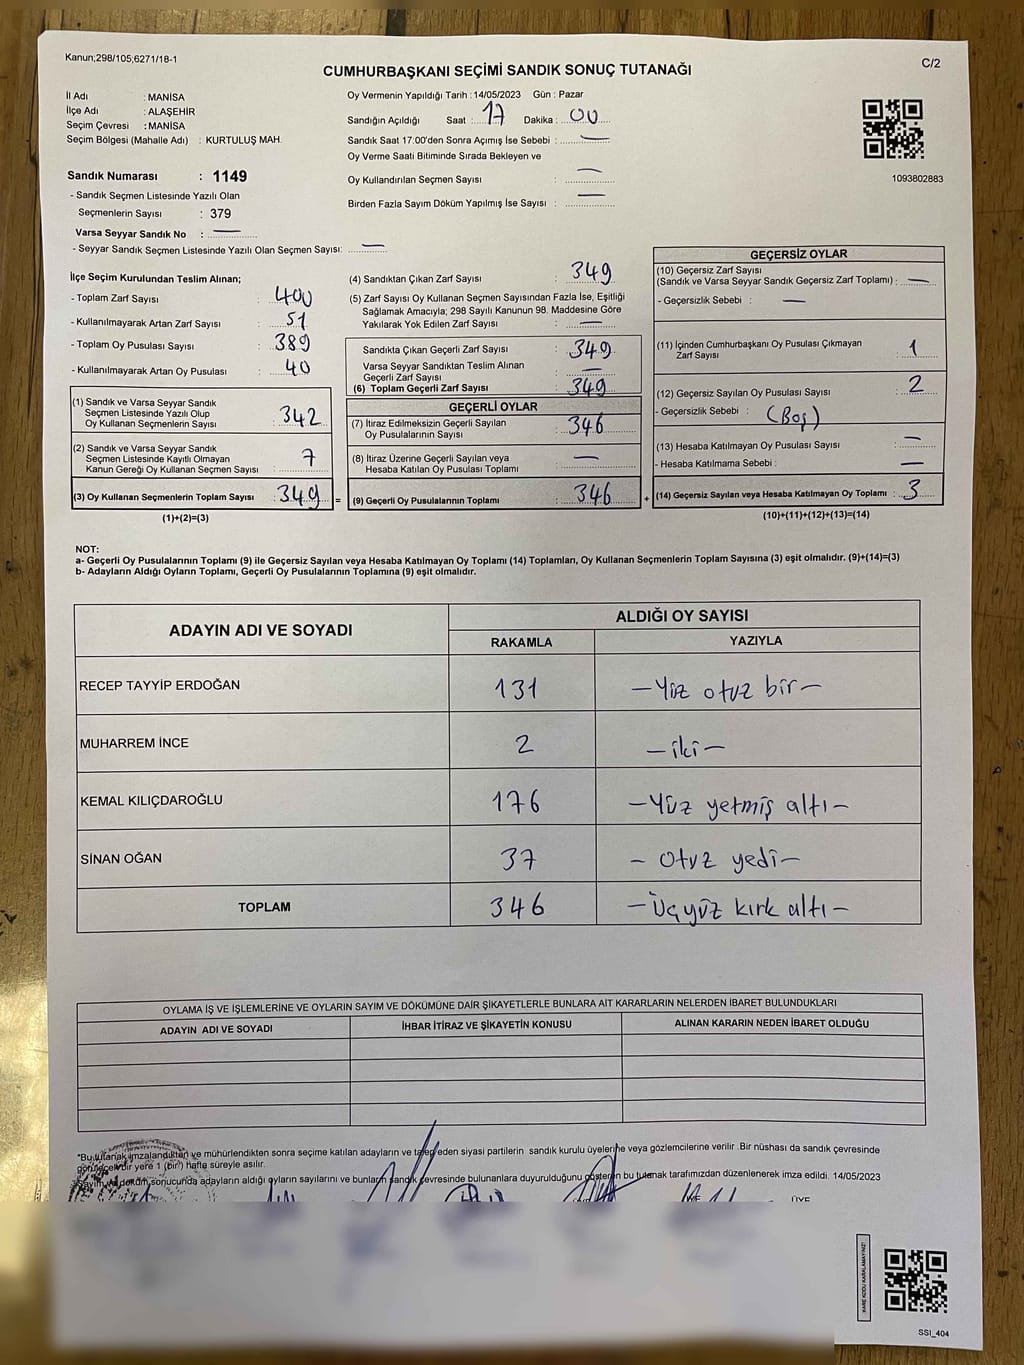 Kanun;298/105;6271/18-1
C/2
CUMHURBAŞKANI SEÇİMİ SANDIK SONUÇ TUTANAĞI
İl Adı : MANİSA
İlçe Adı : ALAŞEHİR
Seçim Çevresi : MANİSA
Seçim Bölgesi (Mahalle Adı) : KURTULUŞ MAH.
Sandık Numarası : 1149
- Sandık Seçmen Listesinde Yazılı Olan
Seçmenlerin Sayısı : 379
Varsa Seyyar Sandık No : —
- Seyyar Sandık Seçmen Listesinde Yazılı Olan Seçmen Sayısı: —
Oy Vermenin Yapıldığı Tarih : 14/05/2023 Gün : Pazar
Sandığın Açıldığı Saat : 17 Dakika : 00
Sandık Saat 17:00'den Sonra Açımış İse Sebebi : —
Oy Verme Saati Bitiminde Sırada Bekleyen ve
Oy Kullandırılan Seçmen Sayısı : —
Birden Fazla Sayım Döküm Yapılmış İse Sayısı : —
1093802883
İlçe Seçim Kurulundan Teslim Alınan;
- Toplam Zarf Sayısı : 400
- Kullanılmayarak Artan Zarf Sayısı : 51
- Toplam Oy Pusulası Sayısı : 389
- Kullanılmayarak Artan Oy Pusulası : 40
(1) Sandık ve Varsa Seyyar Sandık
Seçmen Listesinde Yazılı Olup
Oy Kullanan Seçmenlerin Sayısı : 342
(2) Sandık ve Varsa Seyyar Sandık
Seçmen Listesinde Kayıtlı Olmayan
Kanun Gereği Oy Kullanan Seçmen Sayısı : 7
(3) Oy Kullanan Seçmenlerin Toplam Sayısı : 349 =
(1)+(2)=(3)
(4) Sandıktan Çıkan Zarf Sayısı : 349
(5) Zarf Sayısı Oy Kullanan Seçmen Sayısından Fazla İse, Eşitliği
Sağlamak Amacıyla; 298 Sayılı Kanunun 98. Maddesine Göre
Yakılarak Yok Edilen Zarf Sayısı : —
Sandıkta Çıkan Geçerli Zarf Sayısı : 349
Varsa Seyyar Sandıktan Teslim Alınan
Geçerli Zarf Sayısı : —
(6) Toplam Geçerli Zarf Sayısı : 349
GEÇERLİ OYLAR
(7) İtiraz Edilmeksizin Geçerli Sayılan
Oy Pusulalarının Sayısı : 346
(8) İtiraz Üzerine Geçerli Sayılan veya
Hesaba Katılan Oy Pusulası Toplamı : —
(9) Geçerli Oy Pusulalarının Toplamı : 346 +
GEÇERSİZ OYLAR
(10) Geçersiz Zarf Sayısı
(Sandık ve Varsa Seyyar Sandık Geçersiz Zarf Toplamı) : —
- Geçersizlik Sebebi : —
(11) İçinden Cumhurbaşkanı Oy Pusulası Çıkmayan
Zarf Sayısı : 1
(12) Geçersiz Sayılan Oy Pusulası Sayısı : 2
- Geçersizlik Sebebi : (Boş)
(13) Hesaba Katılmayan Oy Pusulası Sayısı : —
- Hesaba Katılmama Sebebi : —
(14) Geçersiz Sayılan veya Hesaba Katılmayan Oy Toplamı : 3
(10)+(11)+(12)+(13)=(14)
NOT:
a- Geçerli Oy Pusulalarının Toplamı (9) ile Geçersiz Sayılan veya Hesaba Katılmayan Oy Toplamı (14) Toplamları, Oy Kullanan Seçmenlerin Toplam Sayısına (3) eşit olmalıdır. (9)+(14)=(3)
b- Adayların Aldığı Oyların Toplamı, Geçerli Oy Pusulalarının Toplamına (9) eşit olmalıdır.
ADAYIN ADI VE SOYADI
ALDIĞI OY SAYISI
RAKAMLA YAZIYLA
RECEP TAYYİP ERDOĞAN 131 — Yüz otuz bir —
MUHARREM İNCE 2 — iki —
KEMAL KILIÇDAROĞLU 176 — Yüz yetmiş altı —
SİNAN OĞAN 37 — Otuz yedi —
TOPLAM 346 — Üçyüz kırk altı —
OYLAMA İŞ VE İŞLEMLERİNE VE OYLARIN SAYIM VE DÖKÜMÜNE DAİR ŞİKAYETLERLE BUNLARA AİT KARARLARIN NELERDEN İBARET BULUNDUKLARI
ADAYIN ADI VE SOYADI İHBAR İTİRAZ VE ŞİKAYETİN KONUSU ALINAN KARARIN NEDEN İBARET OLDUĞU
*Bu tutanak imzalandıktan ve mühürlendikten sonra seçime katılan adayların ve talep eden siyasi partilerin sandık kurulu üyelerine veya gözlemcilerine verilir. Bir nüshası da sandık çevresinde
görülecek bir yere 1 (bir) hafta süreyle asılır.
Sayım ve döküm sonucunda adayların aldığı oyların sayılarını ve bunların sandık çevresinde bulunanlara duyurulduğunu gösteren bu tutanak tarafımızdan düzenlenerek imza edildi. 14/05/2023
ÜYE
KARE KODU KARALAMAYINIZ!
SSI_404